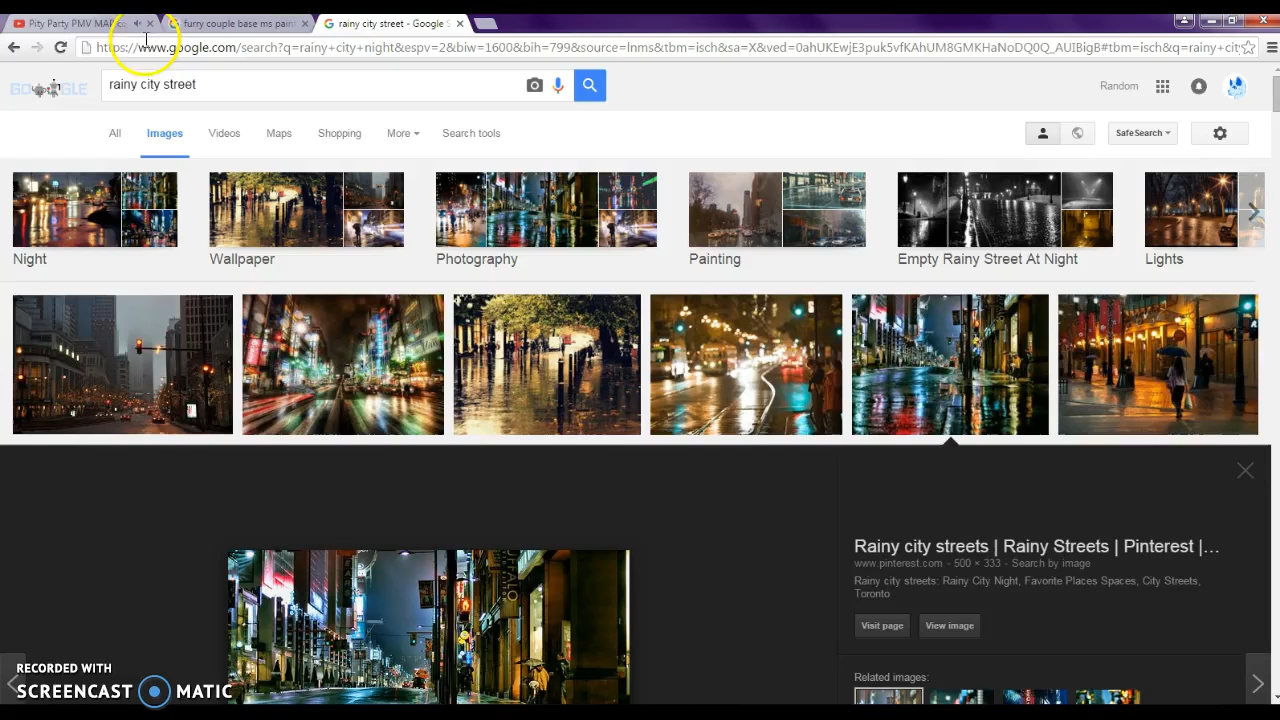 Pity Party PMV MAP co
furry couple base ms paint
rainy city street - Google S
https://www.google.com/search?q=rainy+city+night&espv=2&biw=1600&bih=799&source=lnms&tbm=isch&sa=X&ved=0ahUKEwjE3puk5vfKAhUM8GMKHaNoDQ0Q_AUIBigB#tbm=isch&q=rainy+cit
GOOGLE
rainy city street
Random
All
Images
Videos
Maps
Shopping
More
Search tools
SafeSearch
Night
Wallpaper
Photography
Painting
Empty Rainy Street At Night
Lights
Rainy city streets | Rainy Streets | Pinterest |...
www.pinterest.com - 500 × 333 - Search by image
Rainy city streets: Rainy City Night, Favorite Places Spaces, City Streets,
Toronto
Visit page
View image
Related images:
RECORDED WITH
SCREENCAST MATIC